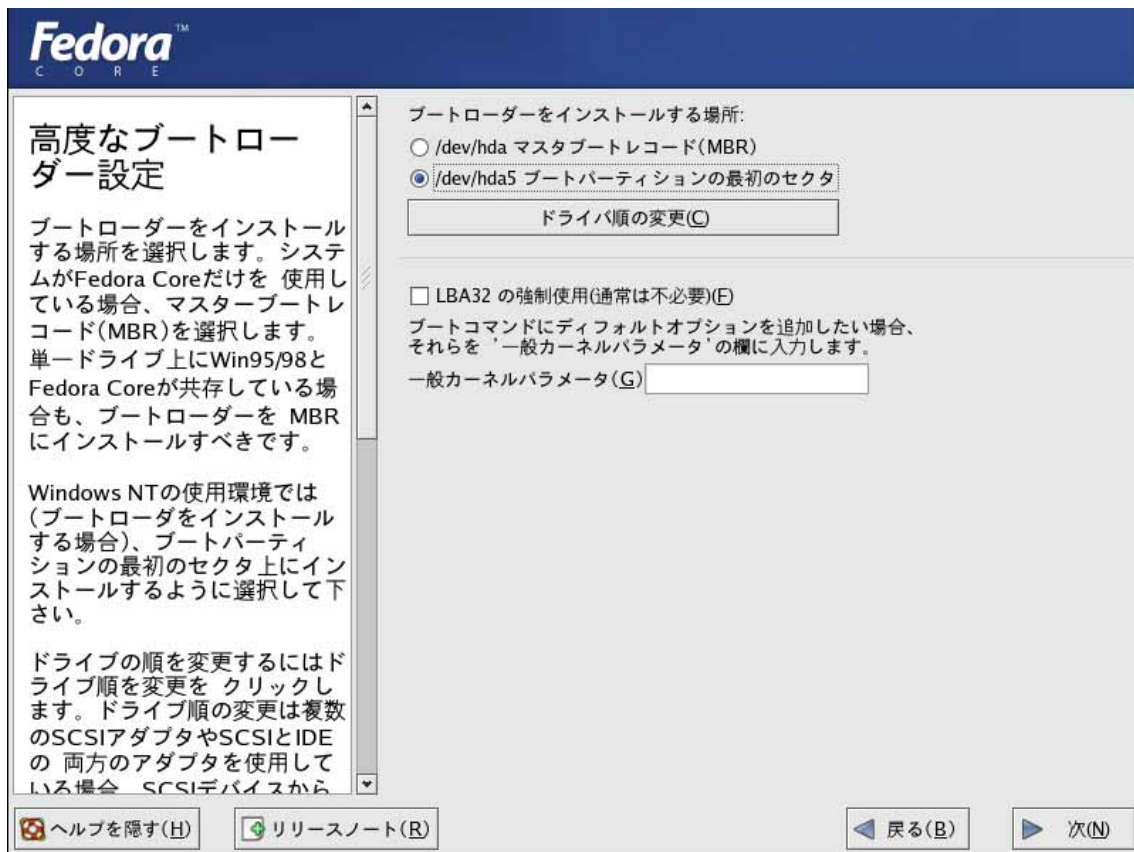 Fedora™
CORE
高度なブートロー
ダー設定
ブートローダーをインストール
する場所を選択します。システ
ムがFedora Coreだけを 使用し
ている場合、マスターブートレ
コード(MBR)を選択します。
単一ドライブ上にWin95/98と
Fedora Coreが共存している場
合も、ブートローダーを MBR
にインストールすべきです。
Windows NTの使用環境では
(ブートローダをインストール
する場合)、ブートパーティ
ションの最初のセクタ上にイン
ストールするように選択して下
さい。
ドライブの順を変更するにはド
ライブ順を変更を クリックし
ます。ドライブ順の変更は複数
のSCSIアダプタやSCSIとIDE
の 両方のアダプタを使用して
いる場合、SCSIデバイスから
ブートローダーをインストールする場所:
/dev/hda マスタブートレコード(MBR)
/dev/hda5 ブートパーティションの最初のセクタ
ドライバ順の変更(C)
LBA32 の強制使用(通常は不必要)(F)
ブートコマンドにディフォルトオプションを追加したい場合、
それらを '一般カーネルパラメータ'の欄に入力します。
一般カーネルパラメータ(G)
ヘルプを隠す(H)
リリースノート(R)
戻る(B)
次(N)